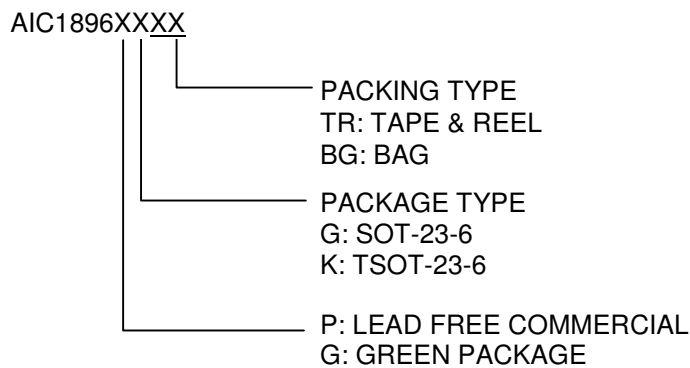 AIC1896XXXX
PACKING TYPE
TR: TAPE & REEL
BG: BAG
PACKAGE TYPE
G: SOT-23-6
K: TSOT-23-6
P: LEAD FREE COMMERCIAL
G: GREEN PACKAGE